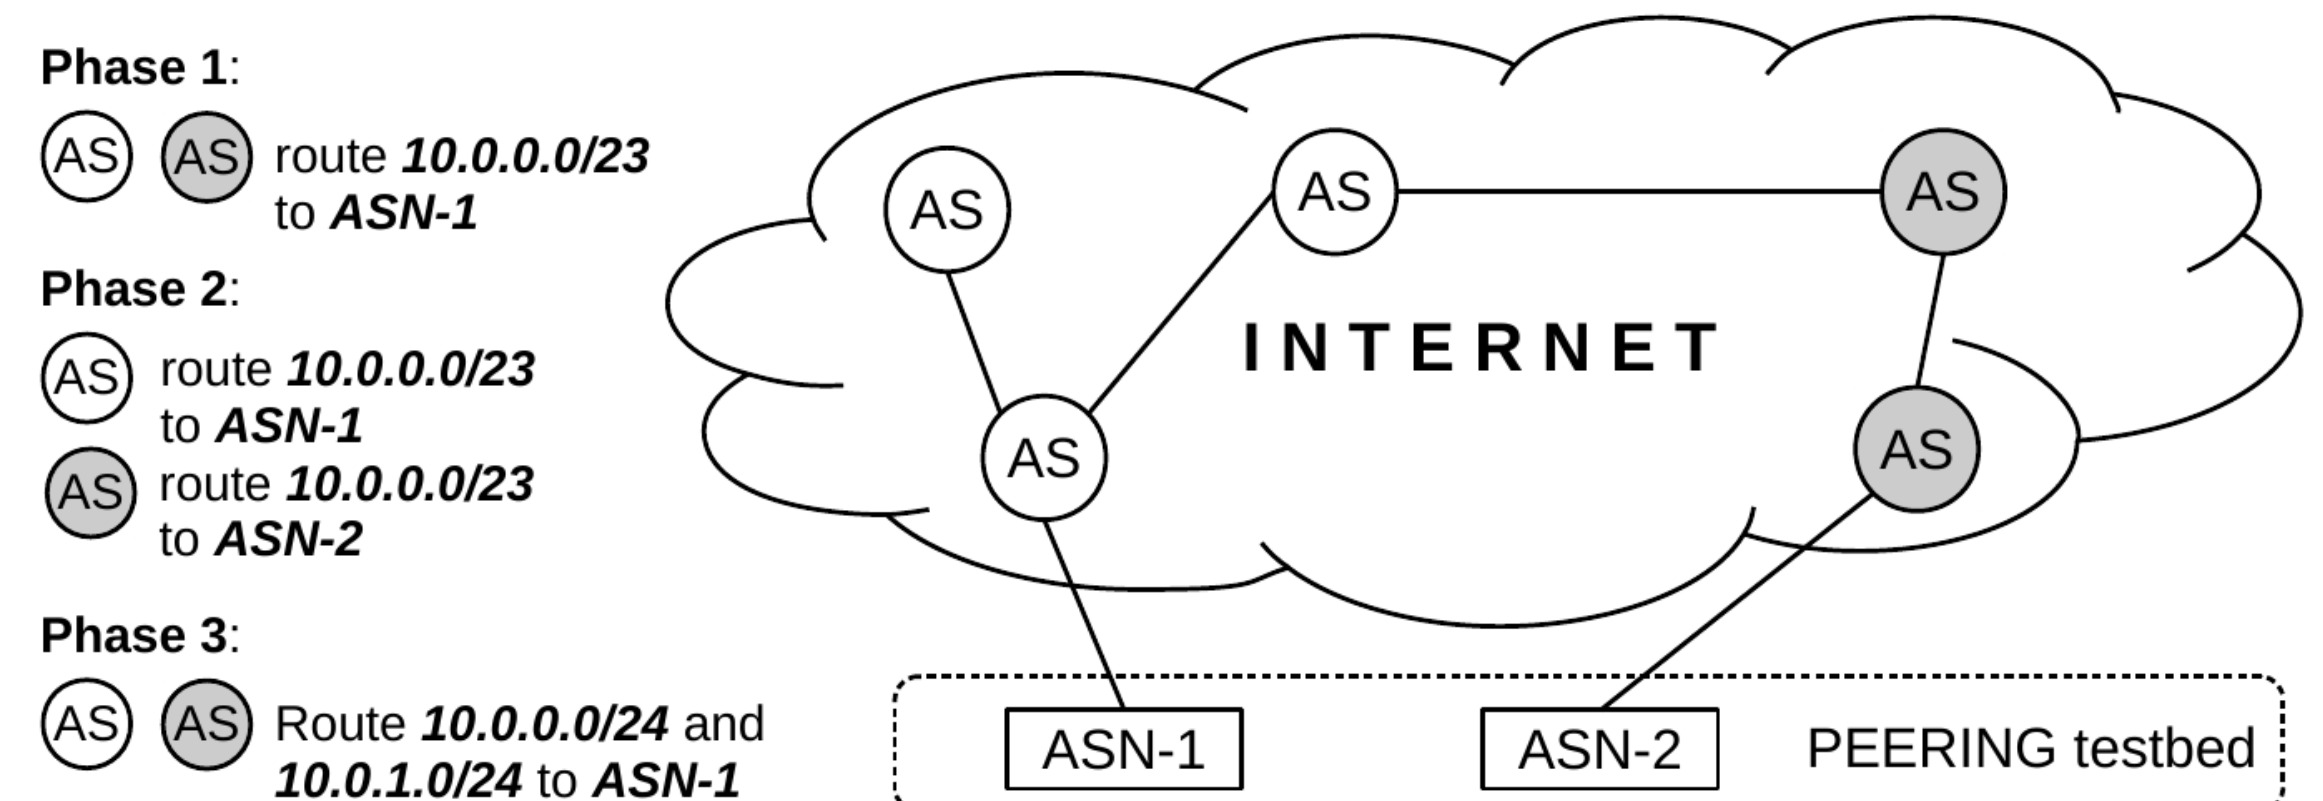 Phase 1:
AS AS route 10.0.0.0/23
to ASN-1
Phase 2:
AS route 10.0.0.0/23
to ASN-1
AS route 10.0.0.0/23
to ASN-2
Phase 3:
AS AS Route 10.0.0.0/24 and
10.0.1.0/24 to ASN-1
AS AS AS
INTERNET
AS AS
ASN-1 ASN-2 PEERING testbed